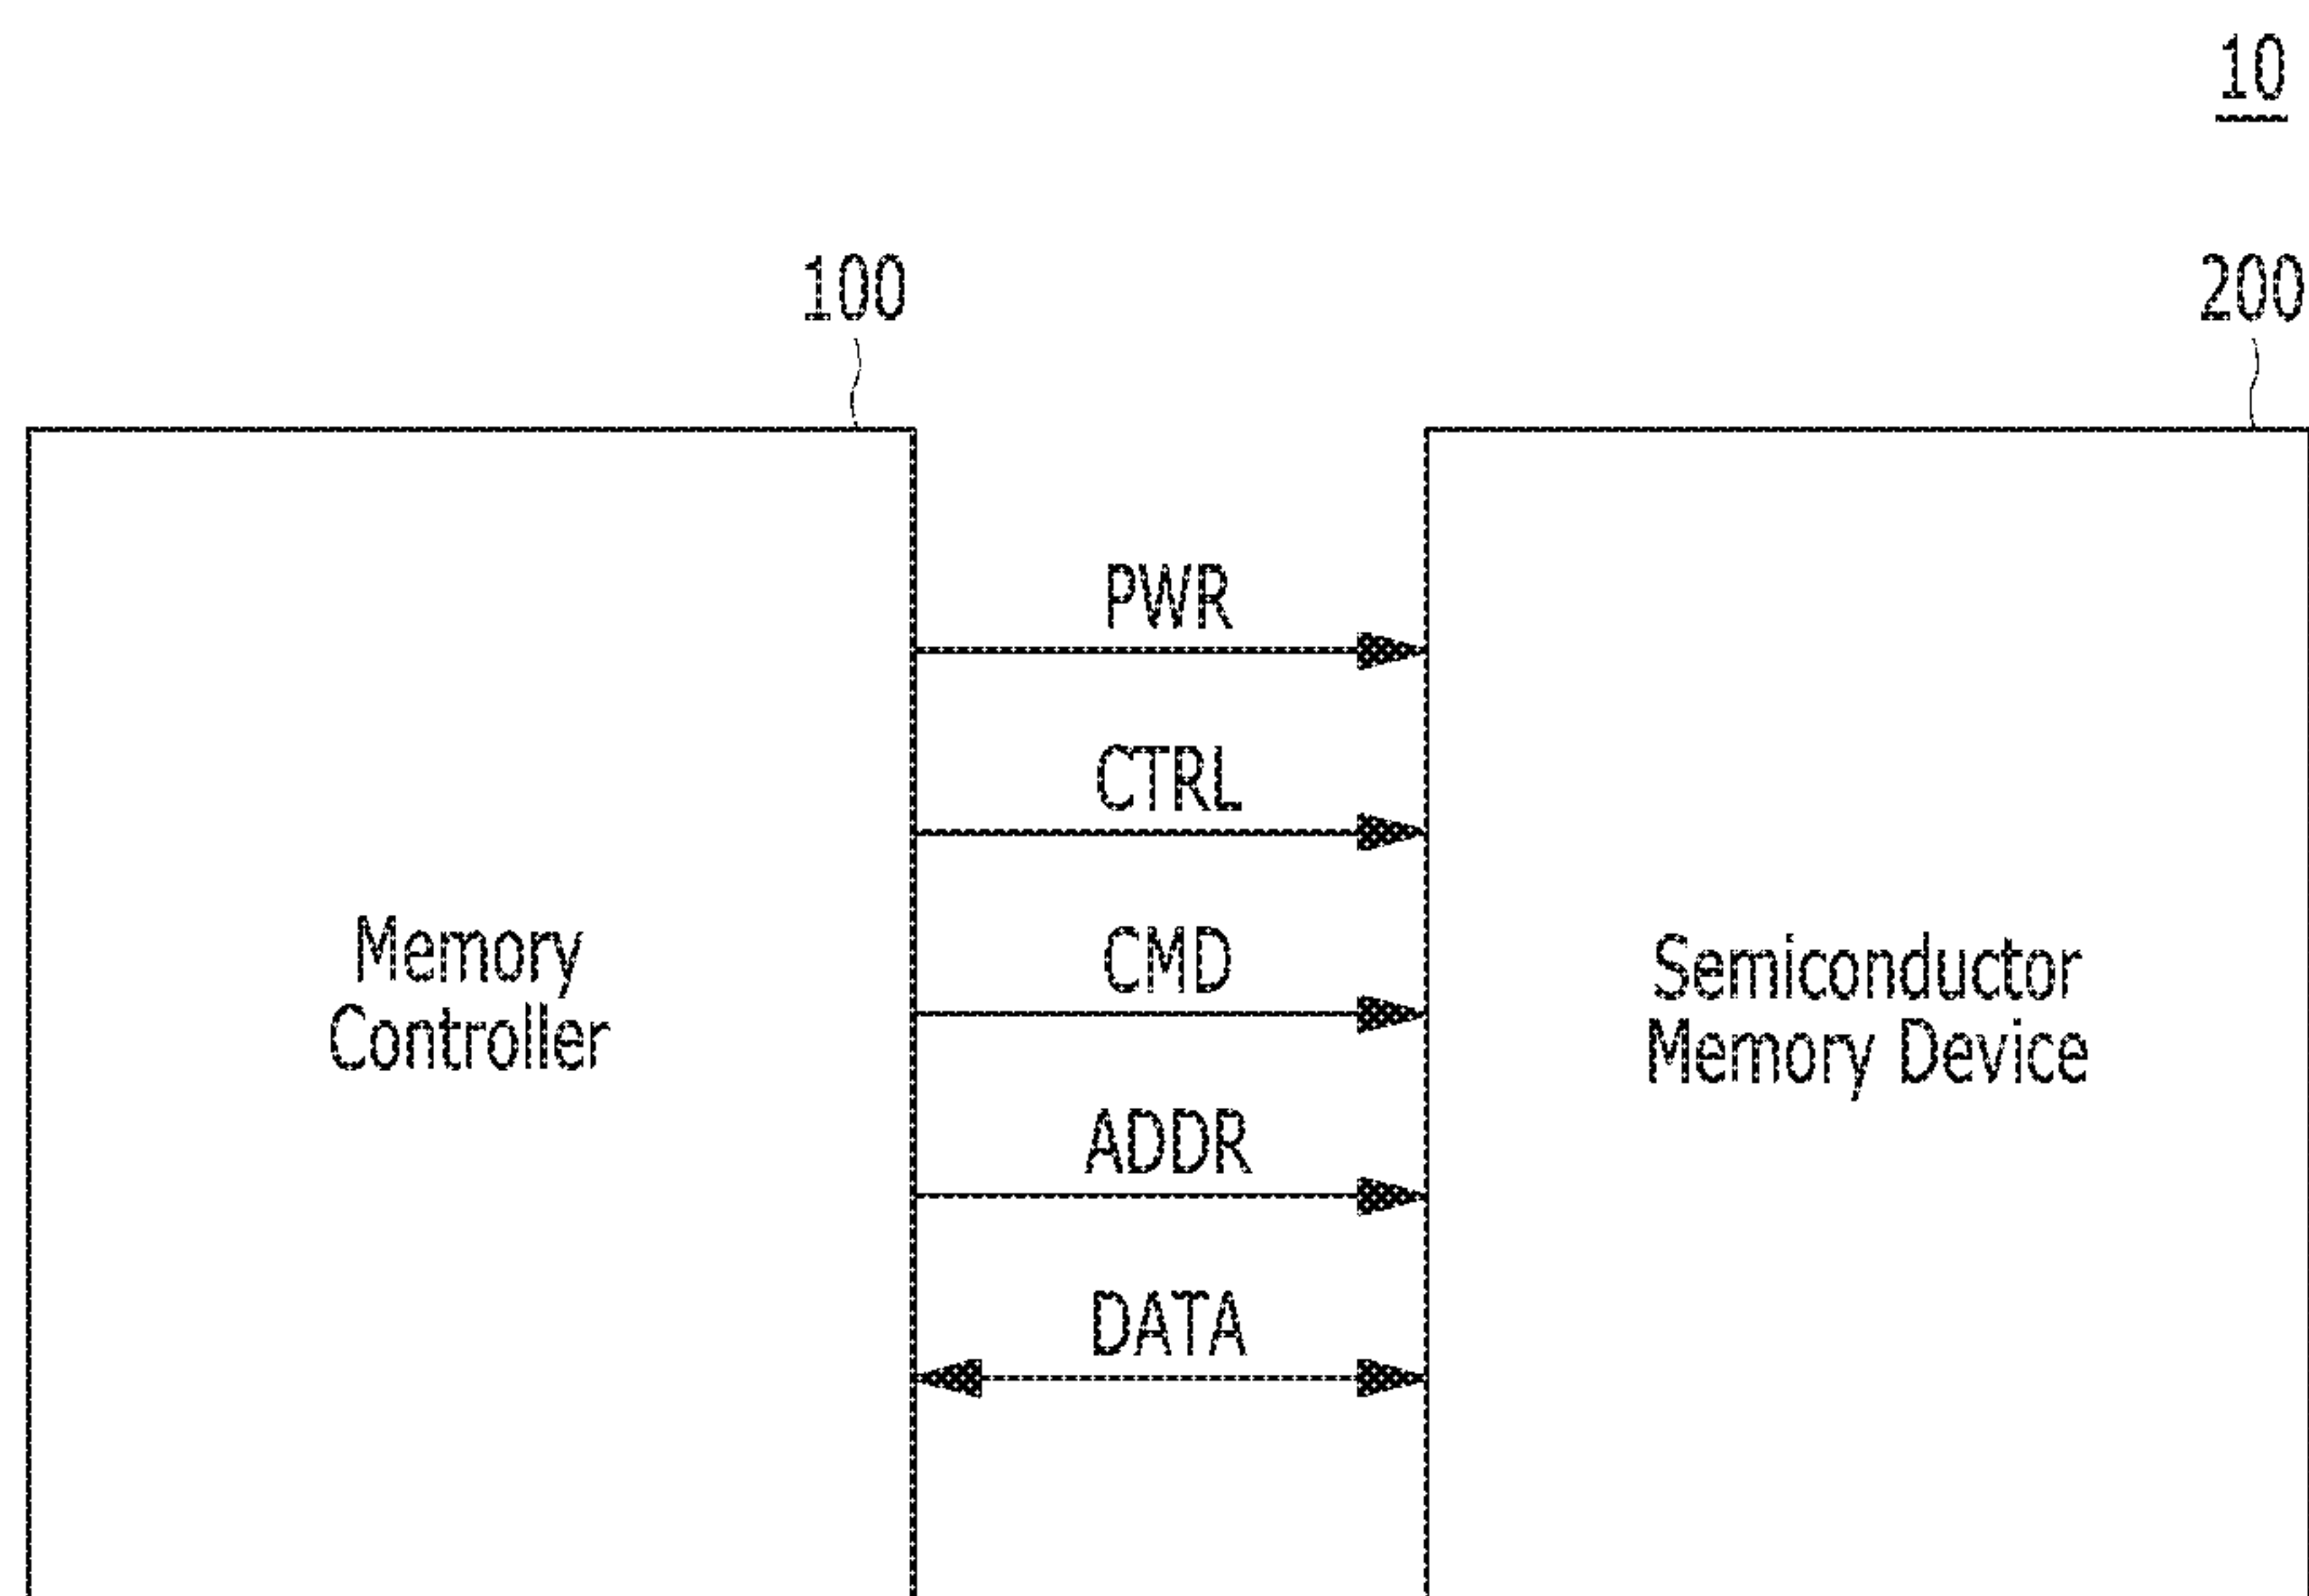 10
100
200
PWR
CTRL
CMD
ADDR
DATA
Memory
Controller
Semiconductor
Memory Device